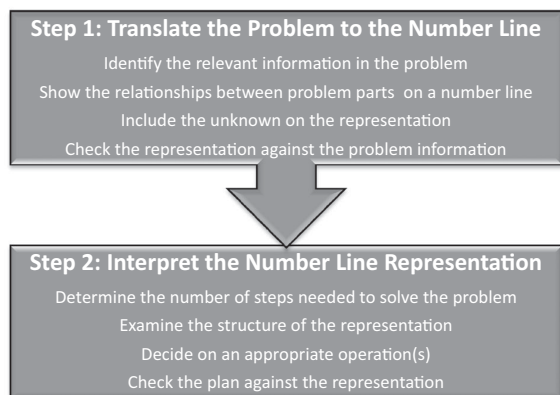 Step 1: Translate the Problem to the Number Line
Identify the relevant information in the problem
Show the relationships between problem parts on a number line
Include the unknown on the representation
Check the representation against the problem information
Step 2: Interpret the Number Line Representation
Determine the number of steps needed to solve the problem
Examine the structure of the representation
Decide on an appropriate operation(s)
Check the plan against the representation